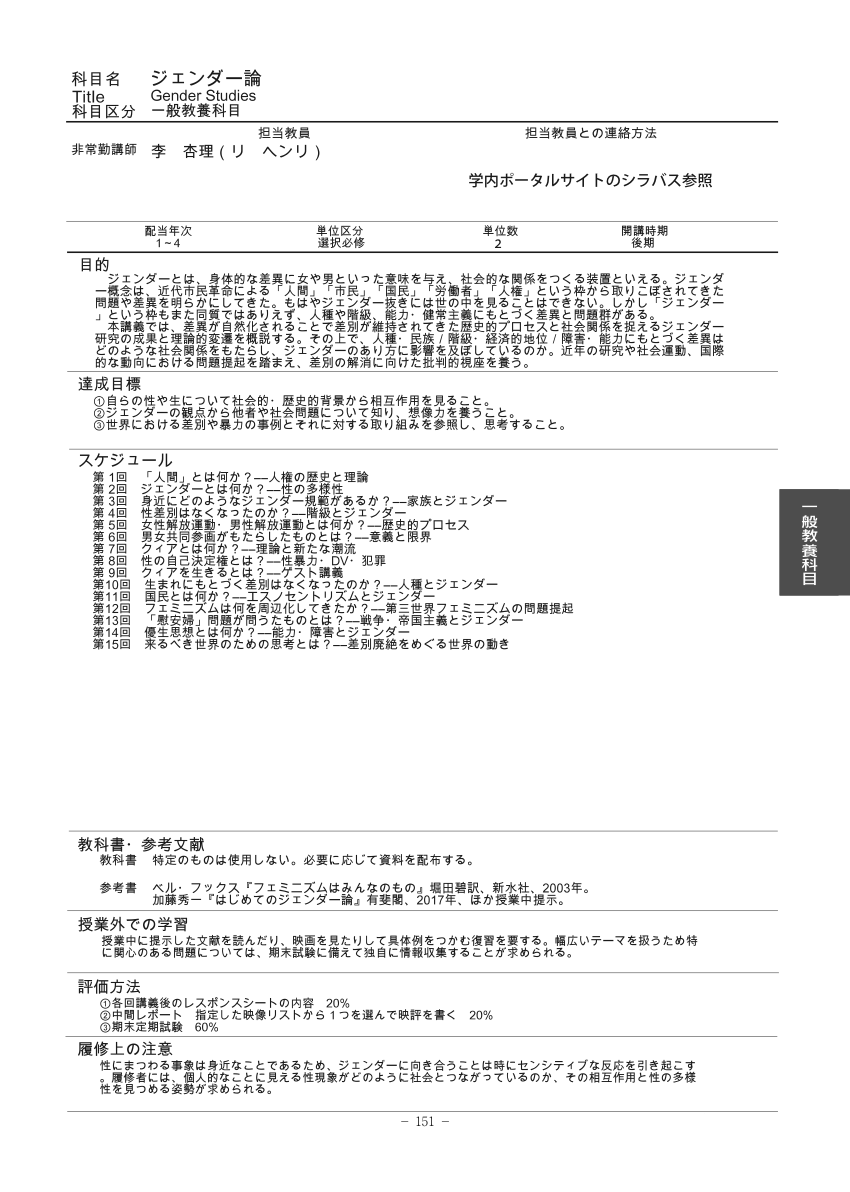 科目名　ジェンダー論
Title　Gender Studies
科目区分　一般教養科目
担当教員　担当教員との連絡方法
非常勤講師　李　杏理（リ　ヘンリ）
学内ポータルサイトのシラバス参照
配当年次　単位区分　単位数　開講時期
1~4　選択必修　2　後期
目的
ジェンダーとは、身体的な差異に女や男といった意味を与え、社会的な関係をつくる装置といえる。ジェンダ
ー概念は、近代市民革命による「人間」「市民」「国民」「労働者」「人権」という枠から取りこぼされてきた
問題や差異を明らかにしてきた。もはやジェンダー抜きには世の中を見ることはできない。しかし「ジェンダー
」という枠もまた同質ではありえず、人種や階級、能力・健常主義にもとづく差異と問題群がある。
本講義では、差異が自然化されることで差別が維持されてきた歴史的プロセスと社会関係を捉えるジェンダー
研究の成果と理論的変遷を概説する。その上で、人種・民族 / 階級・経済的地位 / 障害・能力にもとづく差異は
どのような社会関係をもたらし、ジェンダーのあり方に影響を及ぼしているのか。近年の研究や社会運動、国際
的な動向における問題提起を踏まえ、差別の解消に向けた批判的視座を養う。
達成目標
①自らの性や生について社会的・歴史的背景から相互作用を見ること。
②ジェンダーの観点から他者や社会問題について知り、想像力を養うこと。
③世界における差別や暴力の事例とそれに対する取り組みを参照し、思考すること。
スケジュール
第 1回　「人間」とは何か？―人権の歴史と理論
第 2回　ジェンダーとは何か？―性の多様性
第 3回　身近にどのようなジェンダー規範があるか？―家族とジェンダー
第 4回　性差別はなくなったのか？―階級とジェンダー
第 5回　女性解放運動・男性解放運動とは何か？―歴史的プロセス
第 6回　男女共同参画がもたらしたものとは？―意義と限界
第 7回　クィアとは何か？―理論と新たな潮流
第 8回　性の自己決定権とは？―性暴力・DV・犯罪
第 9回　クィアを生きるとは？―ゲスト講義
第10回　生まれにもとづく差別はなくなったのか？―人種とジェンダー
第11回　国民とは何か？―エスノセントリズムとジェンダー
第12回　フェミニズムは何を周辺化してきたか？―第三世界フェミニズムの問題提起
第13回　「慰安婦」問題が問うたものとは？―戦争・帝国主義とジェンダー
第14回　優生思想とは何か？―能力・障害とジェンダー
第15回　来るべき世界のための思考とは？―差別廃絶をめぐる世界の動き
一般教養科目
教科書・参考文献
教科書　特定のものは使用しない。必要に応じて資料を配布する。
参考書　ベル・フックス『フェミニズムはみんなのもの』堀田碧訳、新水社、2003年。
加藤秀一『はじめてのジェンダー論』有斐閣、2017年、ほか授業中提示。
授業外での学習
授業中に提示した文献を読んだり、映画を見たりして具体例をつかむ復習を要する。幅広いテーマを扱うため特
に関心のある問題については、期末試験に備えて独自に情報収集することが求められる。
評価方法
①各回講義後のレスポンスシートの内容　20%
②中間レポート　指定した映像リストから１つを選んで映評を書く　20%
③期末定期試験　60%
履修上の注意
性にまつわる事象は身近なことであるため、ジェンダーに向き合うことは時にセンシティブな反応を引き起こす
。履修者には、個人的なことに見える性現象がどのように社会とつながっているのか、その相互作用と性の多様
性を見つめる姿勢が求められる。
－ 151 －